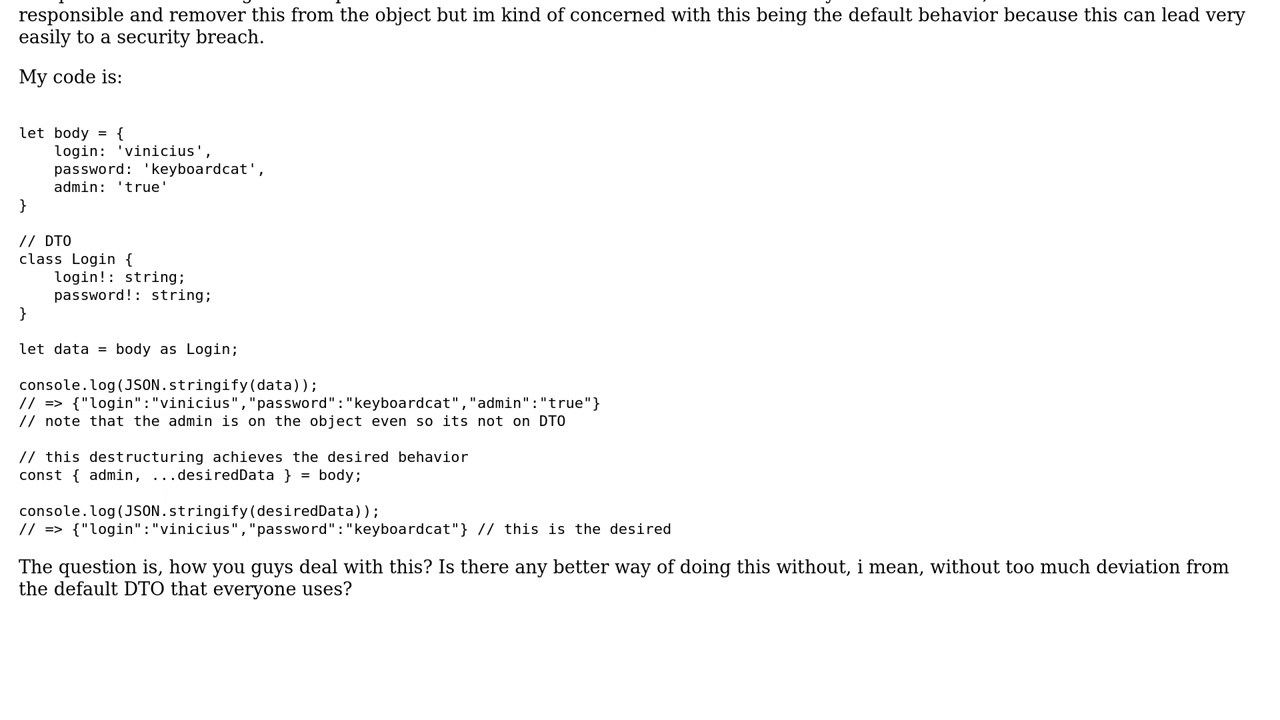 responsible and remover this from the object but im kind of concerned with this being the default behavior because this can lead very
easily to a security breach.
My code is:
let body = {
    login: 'vinicius',
    password: 'keyboardcat',
    admin: 'true'
}
// DTO
class Login {
    login!: string;
    password!: string;
}
let data = body as Login;
console.log(JSON.stringify(data));
// => {"login":"vinicius","password":"keyboardcat","admin":"true"}
// note that the admin is on the object even so its not on DTO
// this destructuring achieves the desired behavior
const { admin, ...desiredData } = body;
console.log(JSON.stringify(desiredData));
// => {"login":"vinicius","password":"keyboardcat"} // this is the desired
The question is, how you guys deal with this? Is there any better way of doing this without, i mean, without too much deviation from
the default DTO that everyone uses?